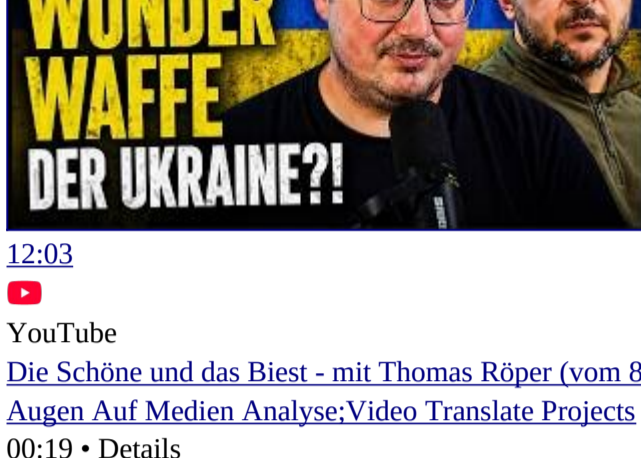 WUNDER
WAFFE
DER UKRAINE?!
12:03
YouTube
Die Schöne und das Biest - mit Thomas Röper (vom 8
Augen Auf Medien Analyse;Video Translate Projects
00:19 • Details